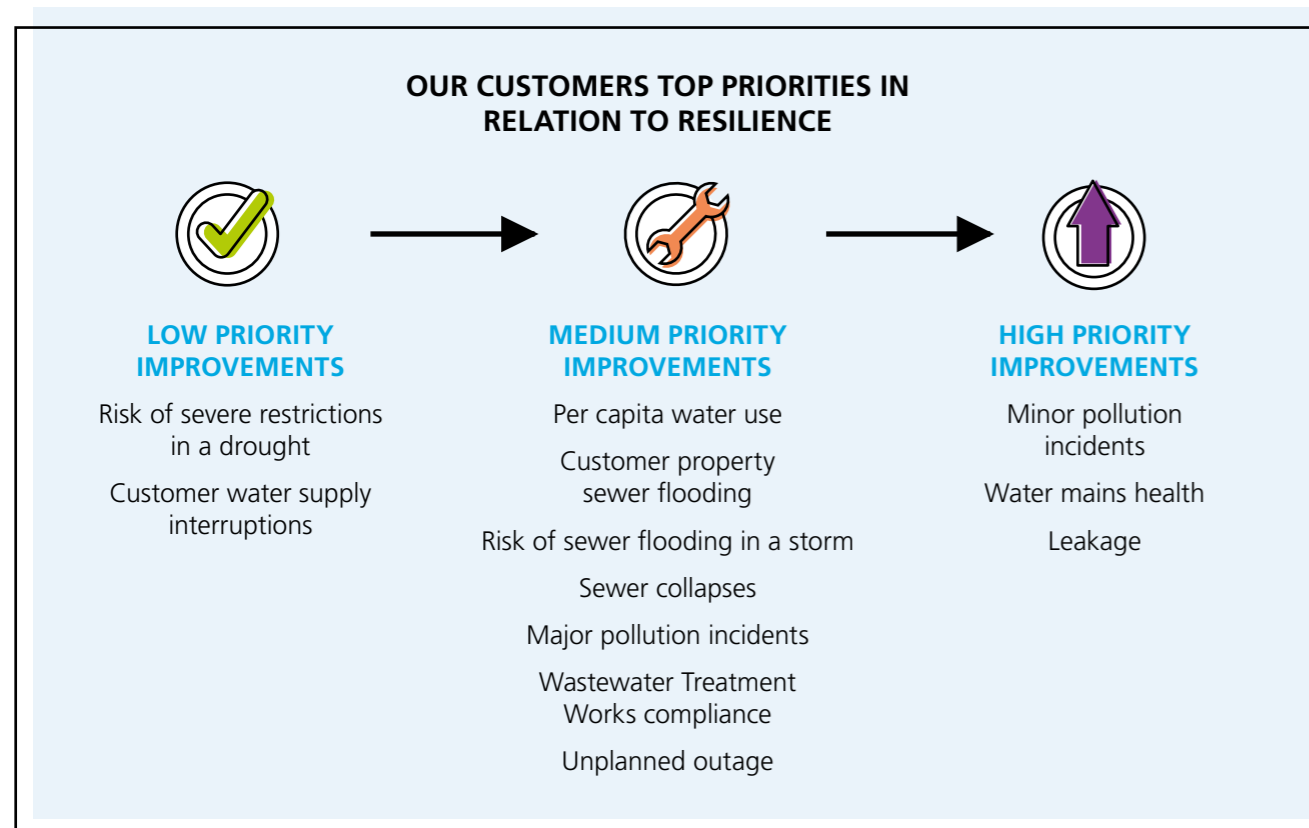 OUR CUSTOMERS TOP PRIORITIES IN
RELATION TO RESILIENCE
LOW PRIORITY
IMPROVEMENTS
Risk of severe restrictions
in a drought
Customer water supply
interruptions
MEDIUM PRIORITY
IMPROVEMENTS
Per capita water use
Customer property
sewer flooding
Risk of sewer flooding in a storm
Sewer collapses
Major pollution incidents
Wastewater Treatment
Works compliance
Unplanned outage
HIGH PRIORITY
IMPROVEMENTS
Minor pollution
incidents
Water mains health
Leakage